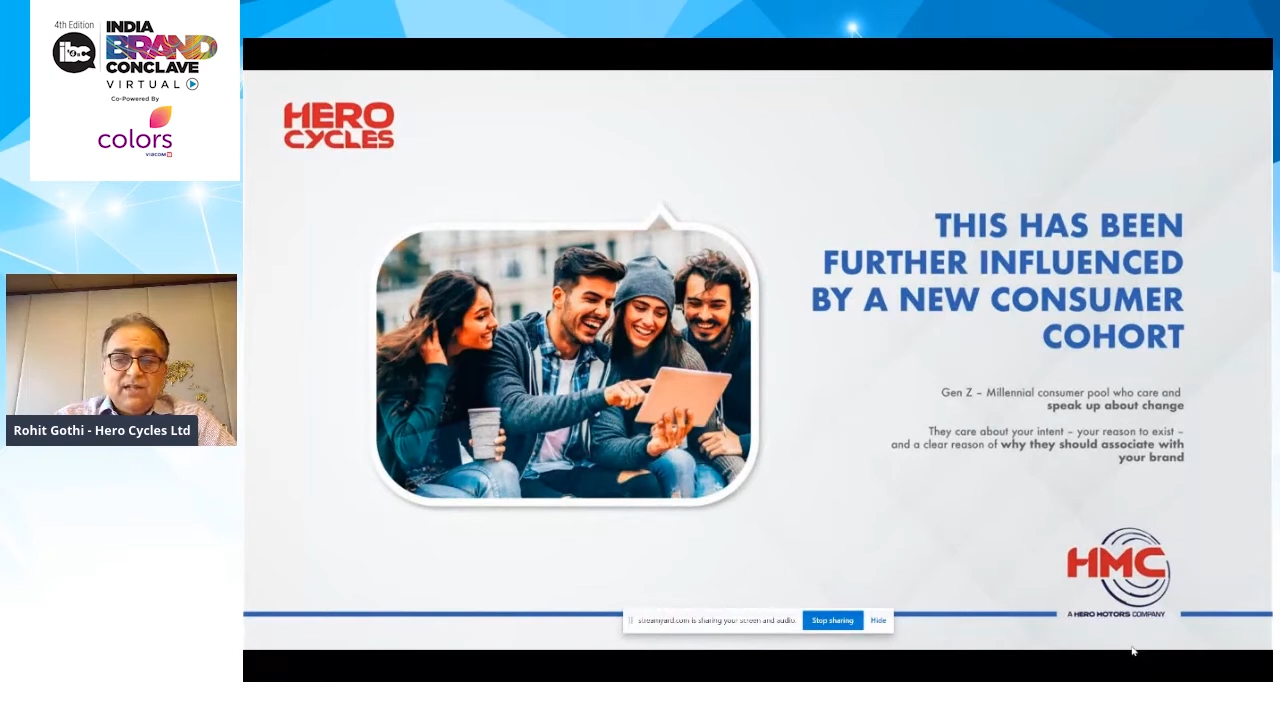 4th Edition
ibc
INDIA
BRAND
CONCLAVE
VIRTUAL
Co-Powered By
colors
VIACOM18
Rohit Gothi - Hero Cycles Ltd
HERO
CYCLES
THIS HAS BEEN
FURTHER INFLUENCED
BY A NEW CONSUMER
COHORT
Gen Z – Millennial consumer pool who care and
speak up about change
They care about your intent – your reason to exist –
and a clear reason of why they should associate with
your brand
HMC
A HERO MOTORS COMPANY
streamyard.com is sharing your screen and audio.
Stop sharing
Hide